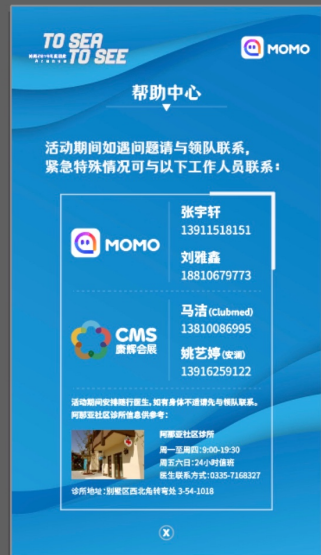 TO SEA
TO SEE
MOMO
帮助中心
活动期间如遇问题请与领队联系，
紧急特殊情况可与以下工作人员联系：
MOMO
张宇轩
13911518151
刘雅鑫
18810679773
CMS
康辉会展
马洁(Clubmed)
13810086995
姚艺婷(安澜)
13916259122
活动期间安排随行医生，如有身体不适请先与领队联系。
阿那亚社区诊所信息供参考：
阿那亚社区诊所
周一至周四：9:00-19:30
周五六日：24小时值班
医生联系方式：0335-7168327
诊所地址：别墅区西北角转弯处 3-54-1018
X